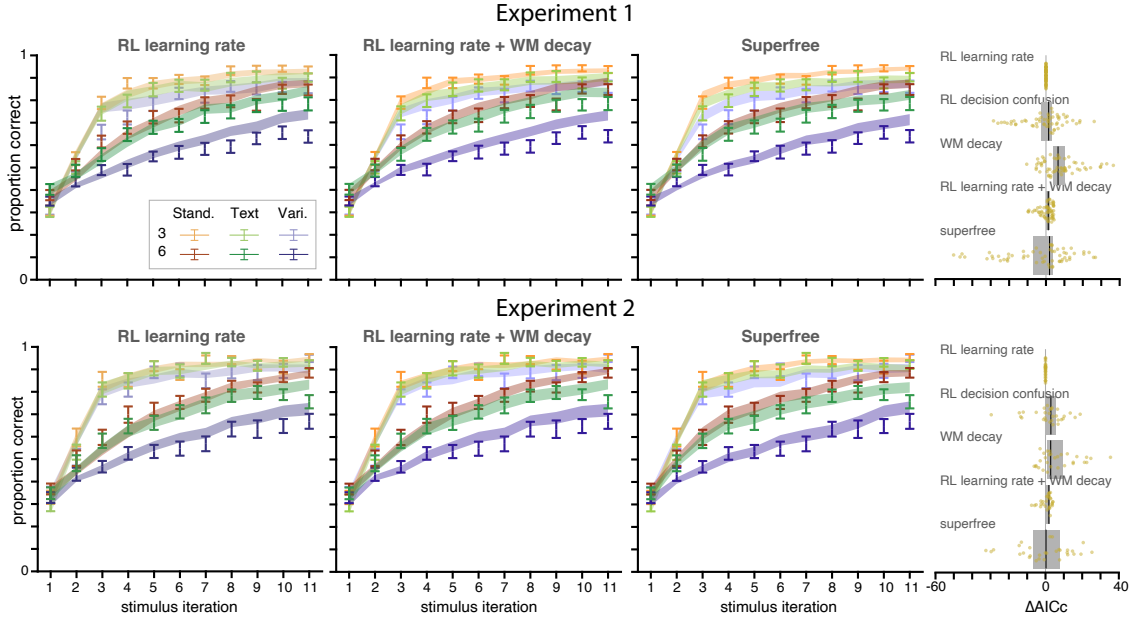 Experiment 1
RL learning rate
RL learning rate + WM decay
Superfree
proportion correct
1
0
Stand. Text Vari.
3
6
RL learning rate
RL decision confusion
WM decay
RL learning rate + WM decay
superfree
Experiment 2
RL learning rate
RL learning rate + WM decay
Superfree
proportion correct
1
0
1 2 3 4 5 6 7 8 9 10 11
stimulus iteration
1 2 3 4 5 6 7 8 9 10 11
stimulus iteration
1 2 3 4 5 6 7 8 9 10 11
stimulus iteration
RL learning rate
RL decision confusion
WM decay
RL learning rate + WM decay
superfree
-60 0 40
ΔAICc